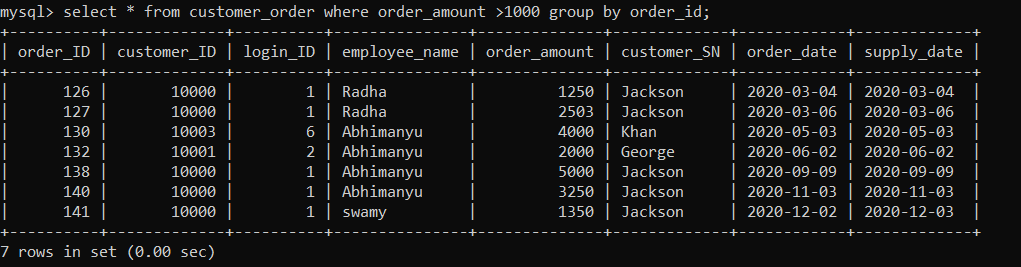 mysql> select * from customer_order where order_amount >1000 group by order_id;
+----------+-------------+----------+---------------+--------------+-------------+------------+-------------+
| order_ID | customer_ID | login_ID | employee_name | order_amount | customer_SN | order_date | supply_date |
+----------+-------------+----------+---------------+--------------+-------------+------------+-------------+
|      126 |       10000 |        1 | Radha         |         1250 | Jackson     | 2020-03-04 | 2020-03-04  |
|      127 |       10000 |        1 | Radha         |         2503 | Jackson     | 2020-03-06 | 2020-03-06  |
|      130 |       10003 |        6 | Abhimanyu     |         4000 | Khan        | 2020-05-03 | 2020-05-03  |
|      132 |       10001 |        2 | Abhimanyu     |         2000 | George      | 2020-06-02 | 2020-06-02  |
|      138 |       10000 |        1 | Abhimanyu     |         5000 | Jackson     | 2020-09-09 | 2020-09-09  |
|      140 |       10000 |        1 | Abhimanyu     |         3250 | Jackson     | 2020-11-03 | 2020-11-03  |
|      141 |       10000 |        1 | swamy         |         1350 | Jackson     | 2020-12-02 | 2020-12-03  |
+----------+-------------+----------+---------------+--------------+-------------+------------+-------------+
7 rows in set (0.00 sec)